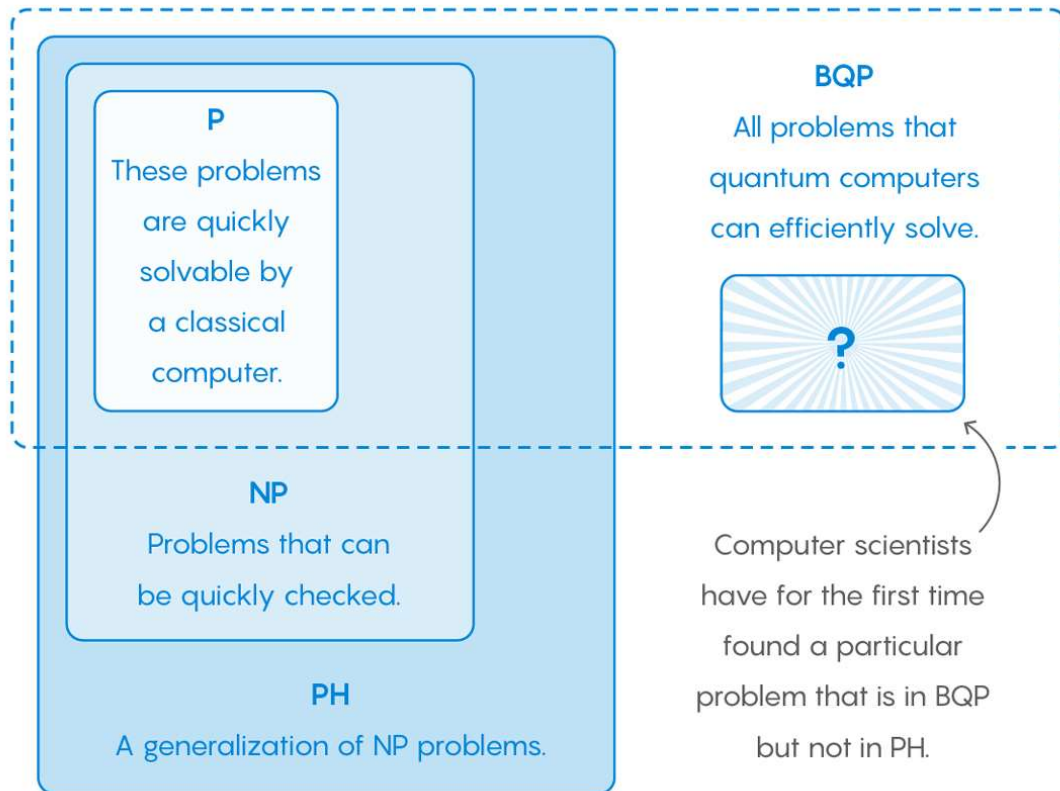 P
These problems
are quickly
solvable by
a classical
computer.
BQP
All problems that
quantum computers
can efficiently solve.
?
NP
Problems that can
be quickly checked.
PH
A generalization of NP problems.
Computer scientists
have for the first time
found a particular
problem that is in BQP
but not in PH.